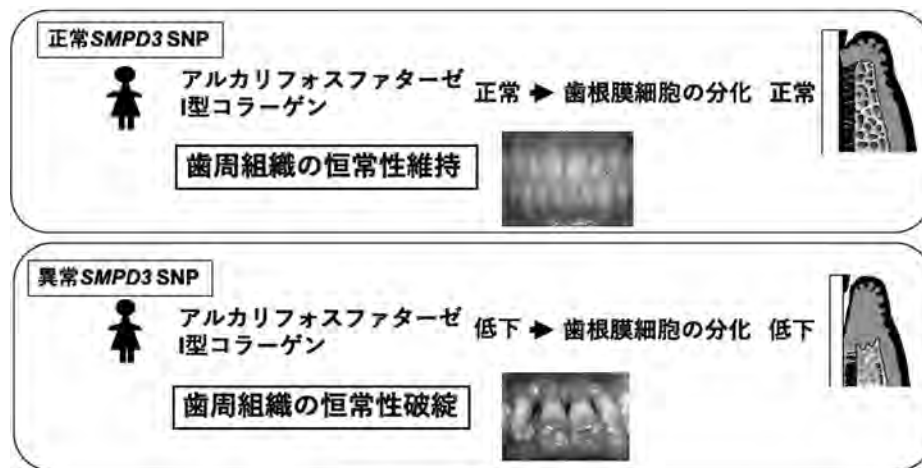 正常SMPD3 SNP
アルカリフォスファターゼ
I型コラーゲン
正常 ➡ 歯根膜細胞の分化 正常
歯周組織の恒常性維持
異常SMPD3 SNP
アルカリフォスファターゼ
I型コラーゲン
低下 ➡ 歯根膜細胞の分化 低下
歯周組織の恒常性破綻